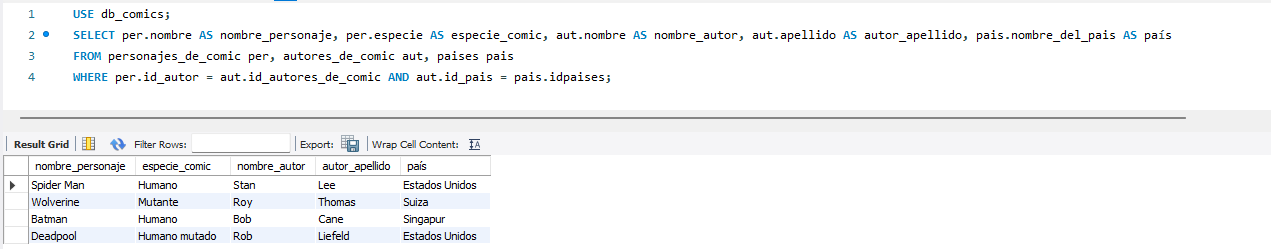 1 USE db_comics;
2 SELECT per.nombre AS nombre_personaje, per.especie AS especie_comic, aut.nombre AS nombre_autor, aut.apellido AS autor_apellido, pais.nombre_del_pais AS país
3 FROM personajes_de_comic per, autores_de_comic aut, paises pais
4 WHERE per.id_autor = aut.id_autores_de_comic AND aut.id_pais = pais.idpaises;
Result Grid Filter Rows: Export: Wrap Cell Content:
nombre_personaje especie_comic nombre_autor autor_apellido país
Spider Man Humano Stan Lee Estados Unidos
Wolverine Mutante Roy Thomas Suiza
Batman Humano Bob Cane Singapur
Deadpool Humano mutado Rob Liefeld Estados Unidos